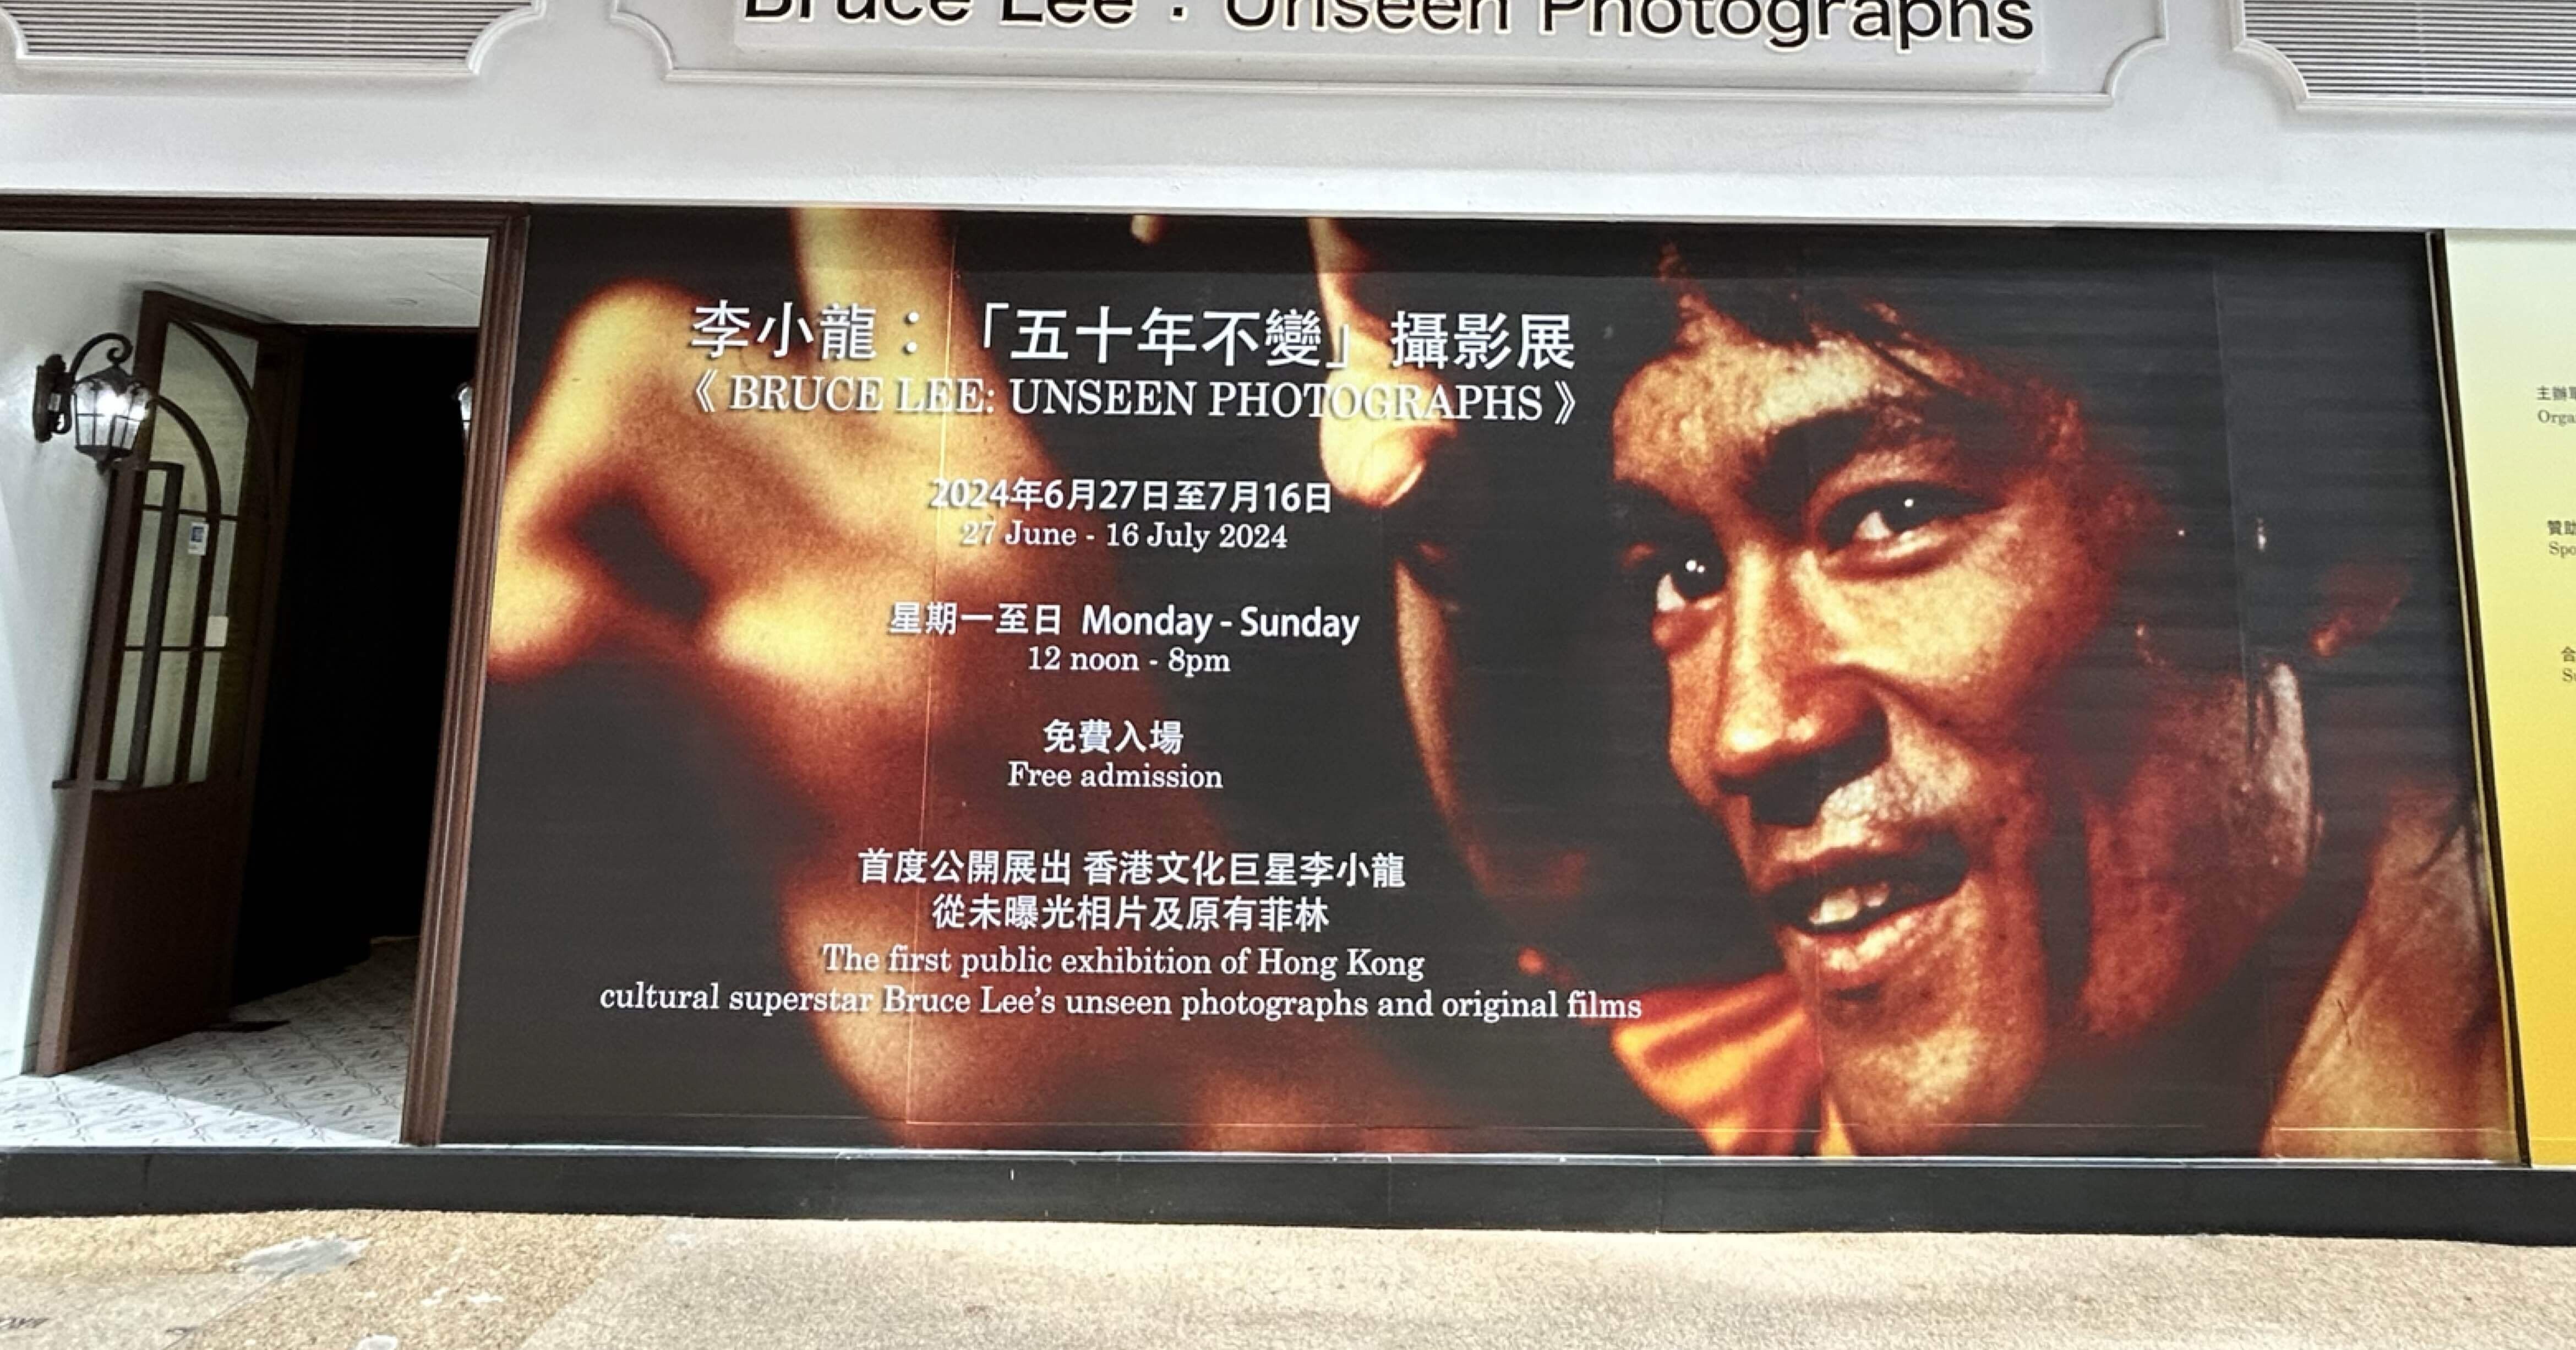 Bruce Lee : Unseen Photographs
李小龍：「五十年不變」攝影展
《 BRUCE LEE: UNSEEN PHOTOGRAPHS 》
2024年6月27日至7月16日
27 June - 16 July 2024
星期一至日 Monday - Sunday
12 noon - 8pm
免費入場
Free admission
首度公開展出 香港文化巨星李小龍
從未曝光相片及原有菲林
The first public exhibition of Hong Kong
cultural superstar Bruce Lee's unseen photographs and original films